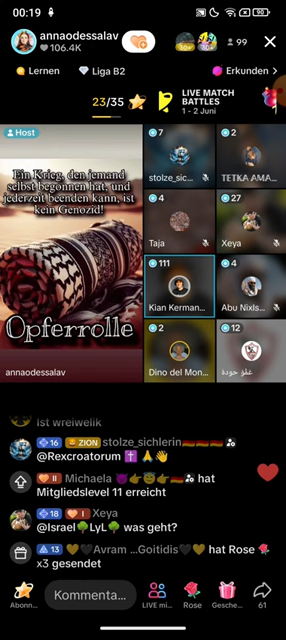 00:19
90
annaodessalav
106.4K
50+
99
Lernen
Liga B2
Erkunden
23/35
LIVE MATCH
BATTLES
1 - 2 Juni
Host
Ein Krieg, den jemand
selbst begonnen hat, und
jederzeit beenden kann, ist
kein Genozid!
Opferrolle
annaodessalav
7
stolze_sic...
2
TETKA AMA...
4
Taja
27
Xeya
111
Kian Kerman...
4
Abu Nixls...
2
Dino del Mon...
12
ist wreiwelik
16 ZION stolze_sichlerin
@Rexcroatorum
II Michaela hat
Mitgliedslevel 11 erreicht
18 I Xeya
@Israel LyL was geht?
13 Avram ...Goitidis hat Rose
x3 gesendet
Abonn...
Kommenta...
LIVE mi...
Rose
Gesche...
61